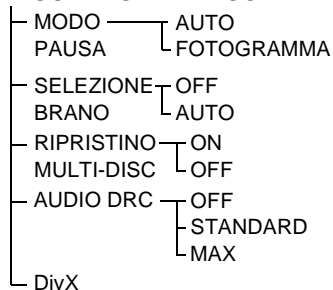 MODO AUTO
PAUSA FOTOGRAMMA
SELEZIONE OFF
BRANO AUTO
RIPRISTINO ON
MULTI-DISC OFF
AUDIO DRC OFF
STANDARD
MAX
DivX